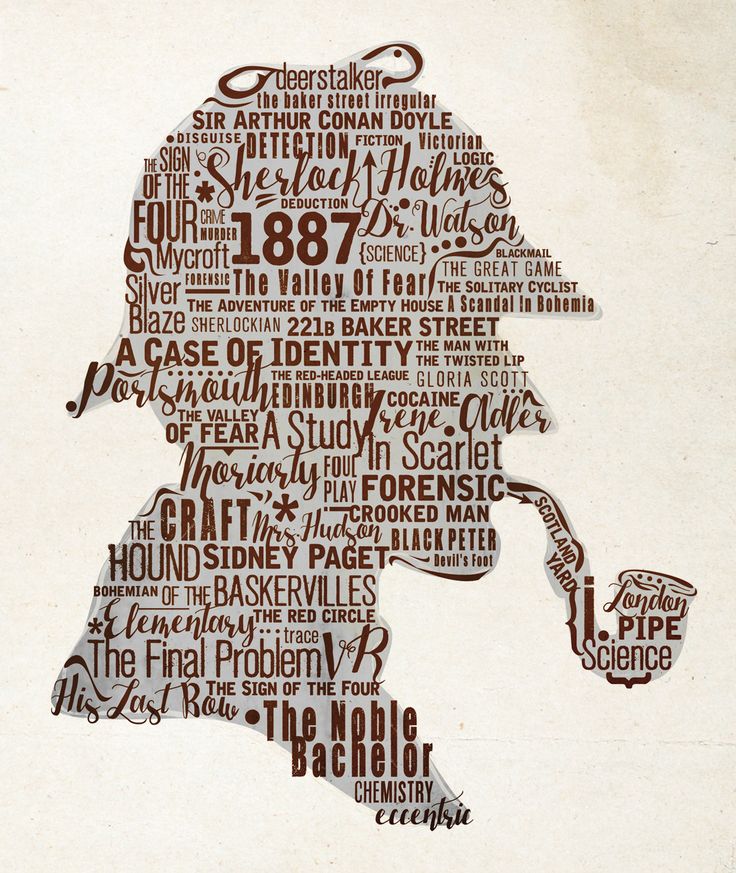 deerstalker
the baker street irregular
SIR ARTHUR CONAN DOYLE
DISGUISE DETECTION FICTION Victorian
THE SIGN OF THE FOUR
Sherlock Holmes
LOGIC
DEDUCTION
Dr. Watson
CRIME
MURDER
1887
{SCIENCE}
Mycroft
BLACKMAIL
FORENSIC
The Valley Of Fear
THE GREAT GAME
THE SOLITARY CYCLIST
Silver
Blaze
THE ADVENTURE OF THE EMPTY HOUSE
A SCANDAL IN BOHEMIA
SHERLOCKIAN
221B BAKER STREET
A CASE OF IDENTITY
THE MAN WITH
THE TWISTED LIP
Portsmouth
THE RED-HEADED LEAGUE
GLORIA SCOTT
EDINBURGH
COCAINE
THE VALLEY
OF FEAR
Irene Adler
A Study
In Scarlet
Moriarty
FOUL
PLAY
FORENSIC
SCOTLAND
YARD
THE CRAFT
Mrs. Hudson
CROOKED MAN
BLACK PETER
Devil's Foot
HOUND
SIDNEY PAGET
BOHEMIAN
OF THE BASKERVILLES
*Elementary
THE RED CIRCLE
trace
The Final Problem
VR
i.
London
PIPE
Science
THE SIGN OF THE FOUR
His Last Bow
The Noble
Bachelor
CHEMISTRY
eccentric